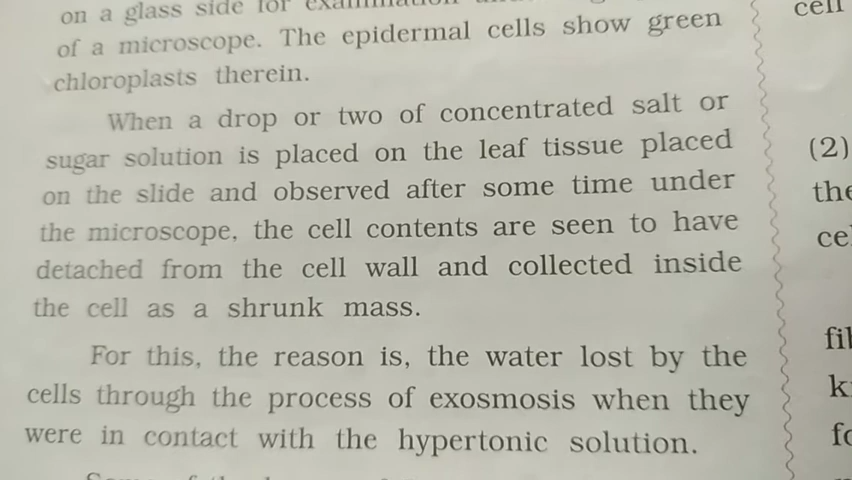 on a glass side for
of a microscope. The epidermal cells show green
chloroplasts therein.
When a drop or two of concentrated salt or
sugar solution is placed on the leaf tissue placed
on the slide and observed after some time under
the microscope, the cell contents are seen to have
detached from the cell wall and collected inside
the cell as a shrunk mass.
For this, the reason is, the water lost by the
cells through the process of exosmosis when they
were in contact with the hypertonic solution.
cell
(2)